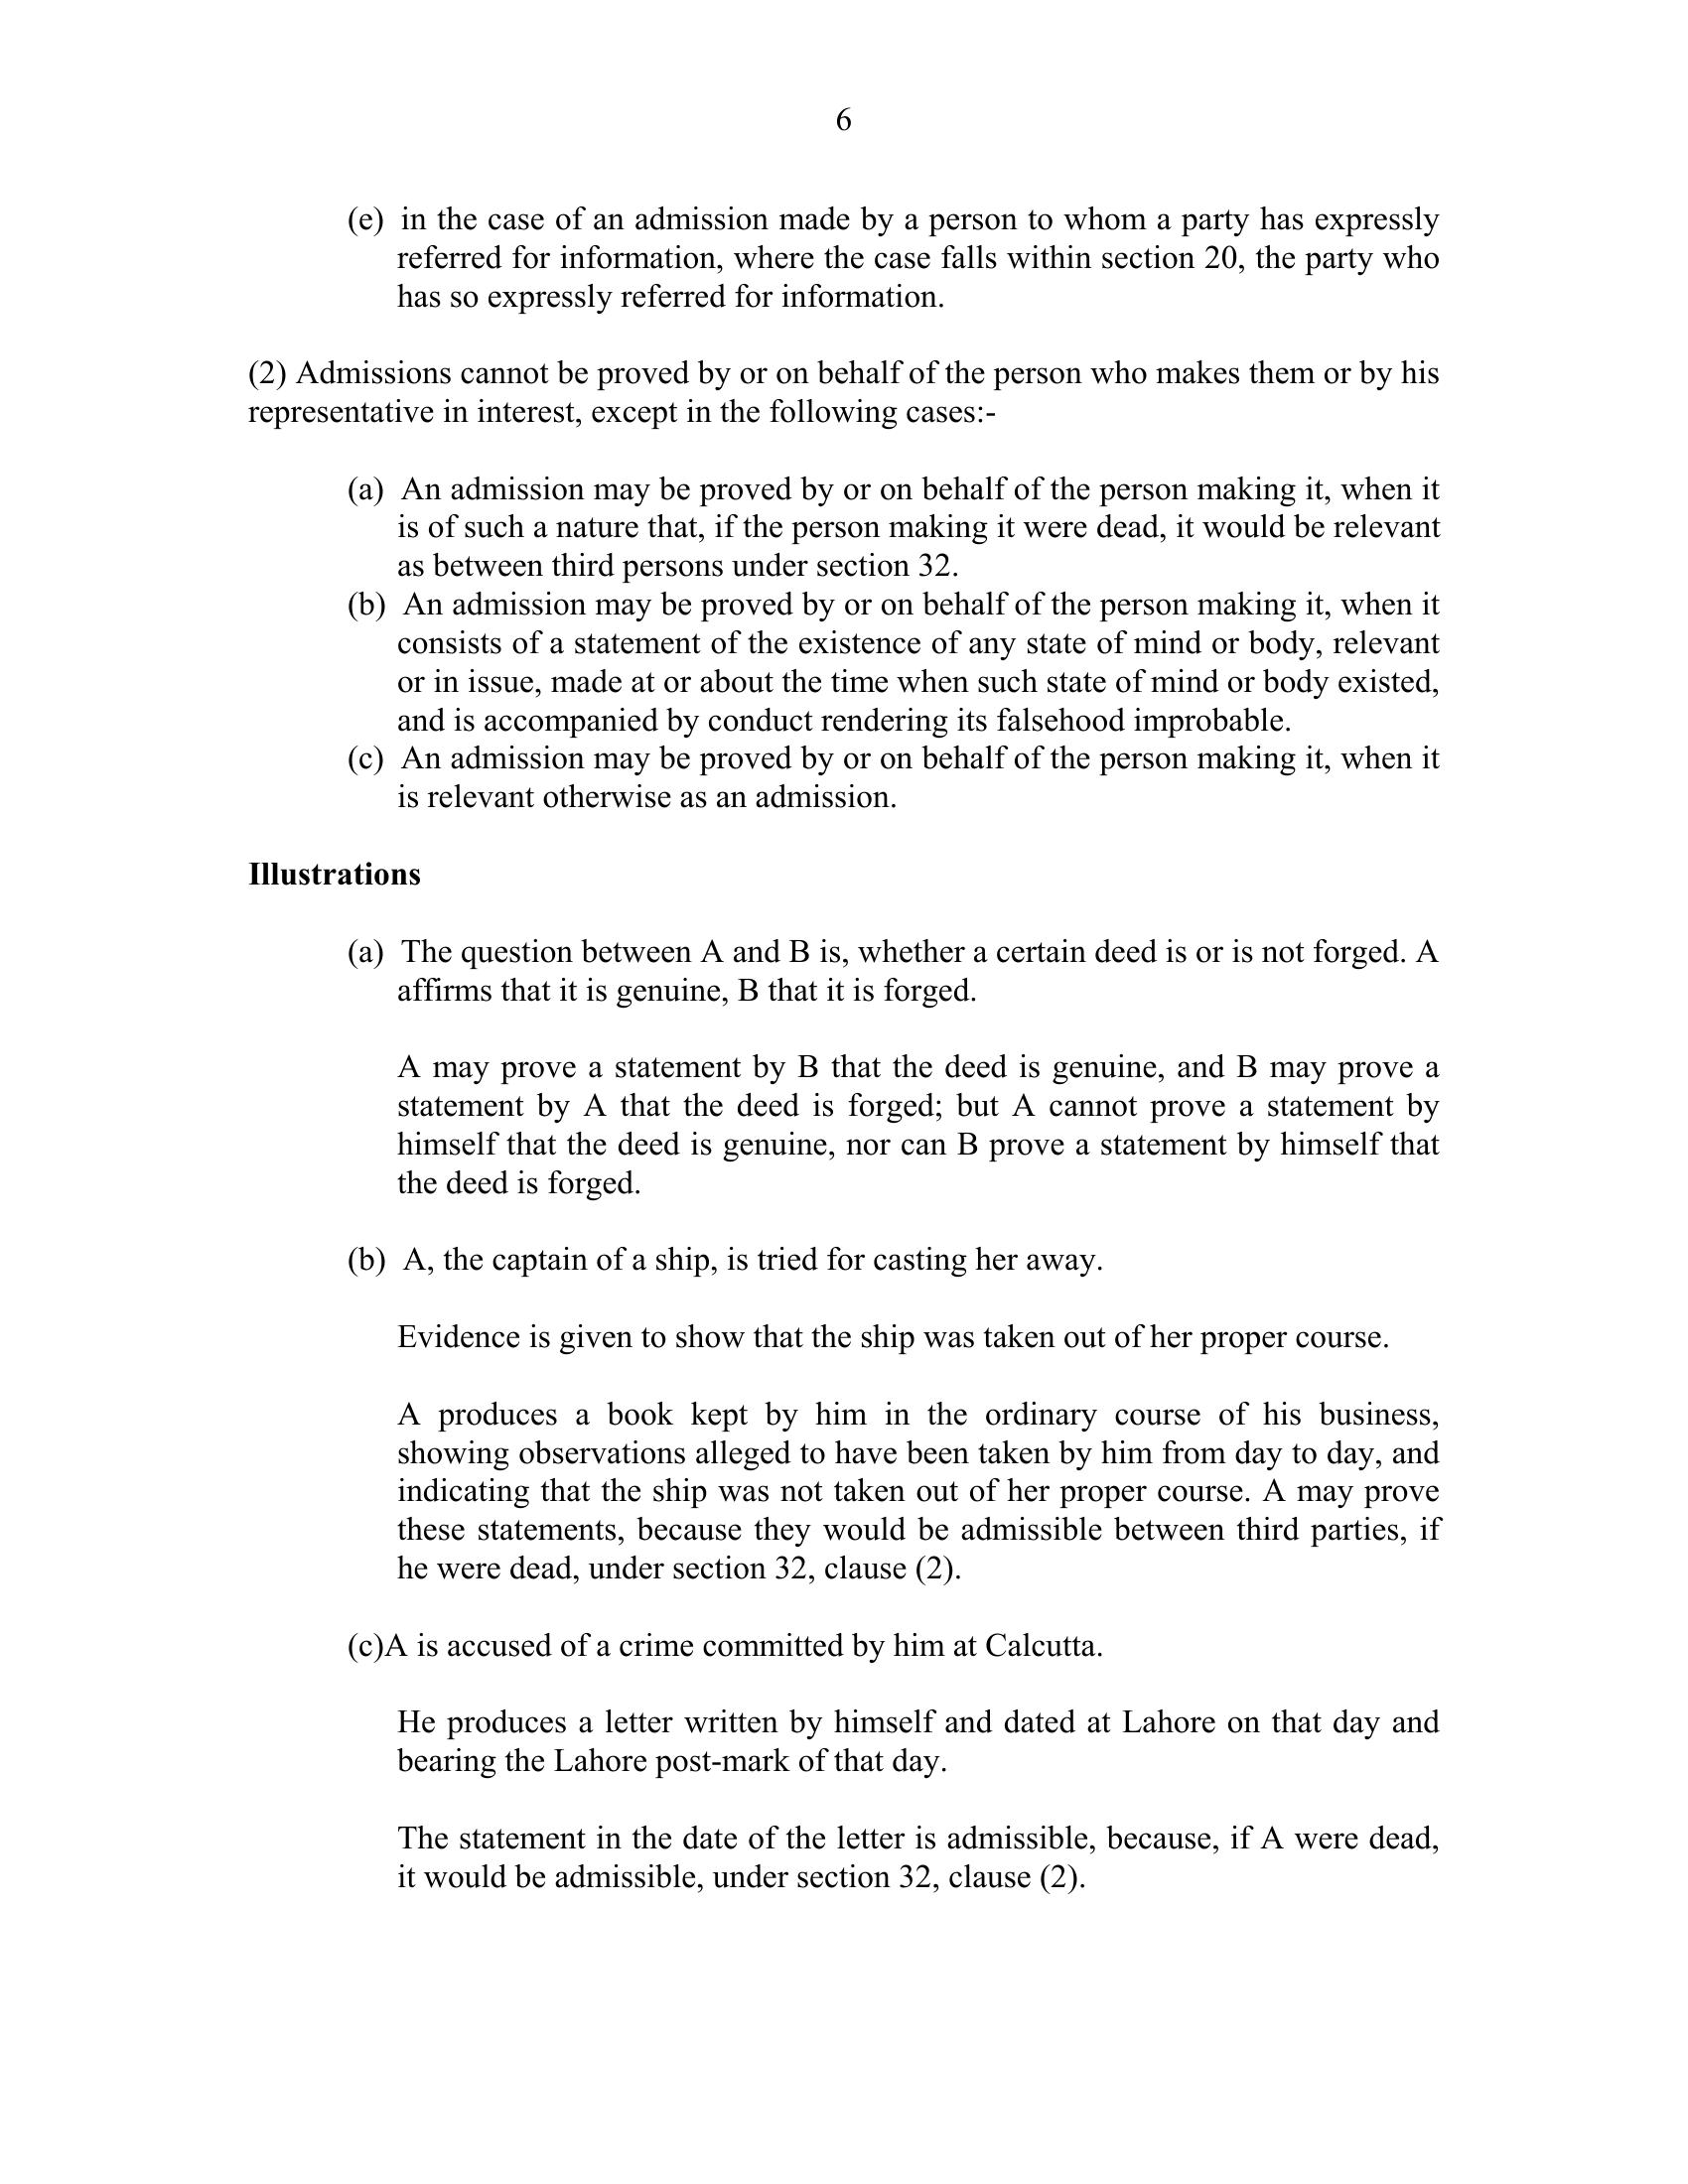 6
(e) in the case of an admission made by a person to whom a party has expressly
referred for information, where the case falls within section 20, the party who
has so expressly referred for information.
(2) Admissions cannot be proved by or on behalf of the person who makes them or by his
representative in interest, except in the following cases:-
(a) An admission may be proved by or on behalf of the person making it, when it
is of such a nature that, if the person making it were dead, it would be relevant
as between third persons under section 32.
(b) An admission may be proved by or on behalf of the person making it, when it
consists of a statement of the existence of any state of mind or body, relevant
or in issue, made at or about the time when such state of mind or body existed,
and is accompanied by conduct rendering its falsehood improbable.
(c) An admission may be proved by or on behalf of the person making it, when it
is relevant otherwise as an admission.
Illustrations
(a) The question between A and B is, whether a certain deed is or is not forged. A
affirms that it is genuine, B that it is forged.
A may prove a statement by B that the deed is genuine, and B may prove a
statement by A that the deed is forged; but A cannot prove a statement by
himself that the deed is genuine, nor can B prove a statement by himself that
the deed is forged.
(b) A, the captain of a ship, is tried for casting her away.
Evidence is given to show that the ship was taken out of her proper course.
A produces a book kept by him in the ordinary course of his business,
showing observations alleged to have been taken by him from day to day, and
indicating that the ship was not taken out of her proper course. A may prove
these statements, because they would be admissible between third parties, if
he were dead, under section 32, clause (2).
(c)A is accused of a crime committed by him at Calcutta.
He produces a letter written by himself and dated at Lahore on that day and
bearing the Lahore post-mark of that day.
The statement in the date of the letter is admissible, because, if A were dead,
it would be admissible, under section 32, clause (2).